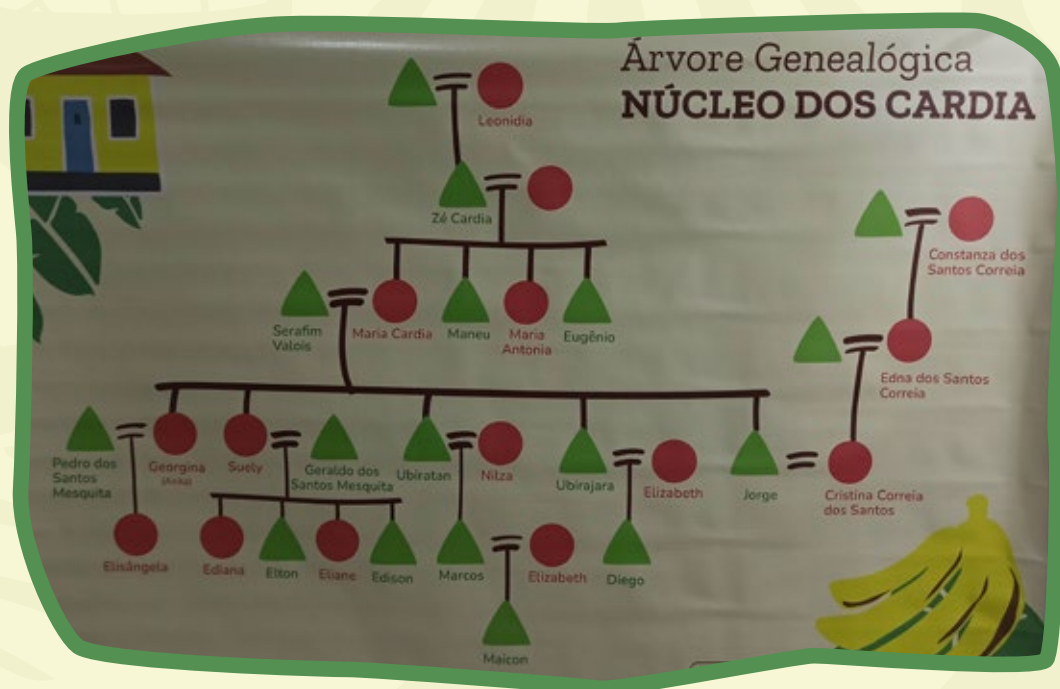 Árvore Genealógica
NÚCLEO DOS CARDIA
Leonídia
Zé Cardia
Constanza dos
Santos Correia
Serafim
Valois
Maria Cardia
Maneu
Maria
Antonia
Eugênio
Edna dos Santos
Correia
Pedro dos
Santos
Mesquita
Georgina
Suely
Geraldo dos
Santos Mesquita
Ubiratan
Nilza
Ubirajara
Elizabeth
Jorge
Cristina Correia
dos Santos
Elisângela
Ediana
Elton
Eliane
Edison
Marcos
Elizabeth
Diego
Maicon